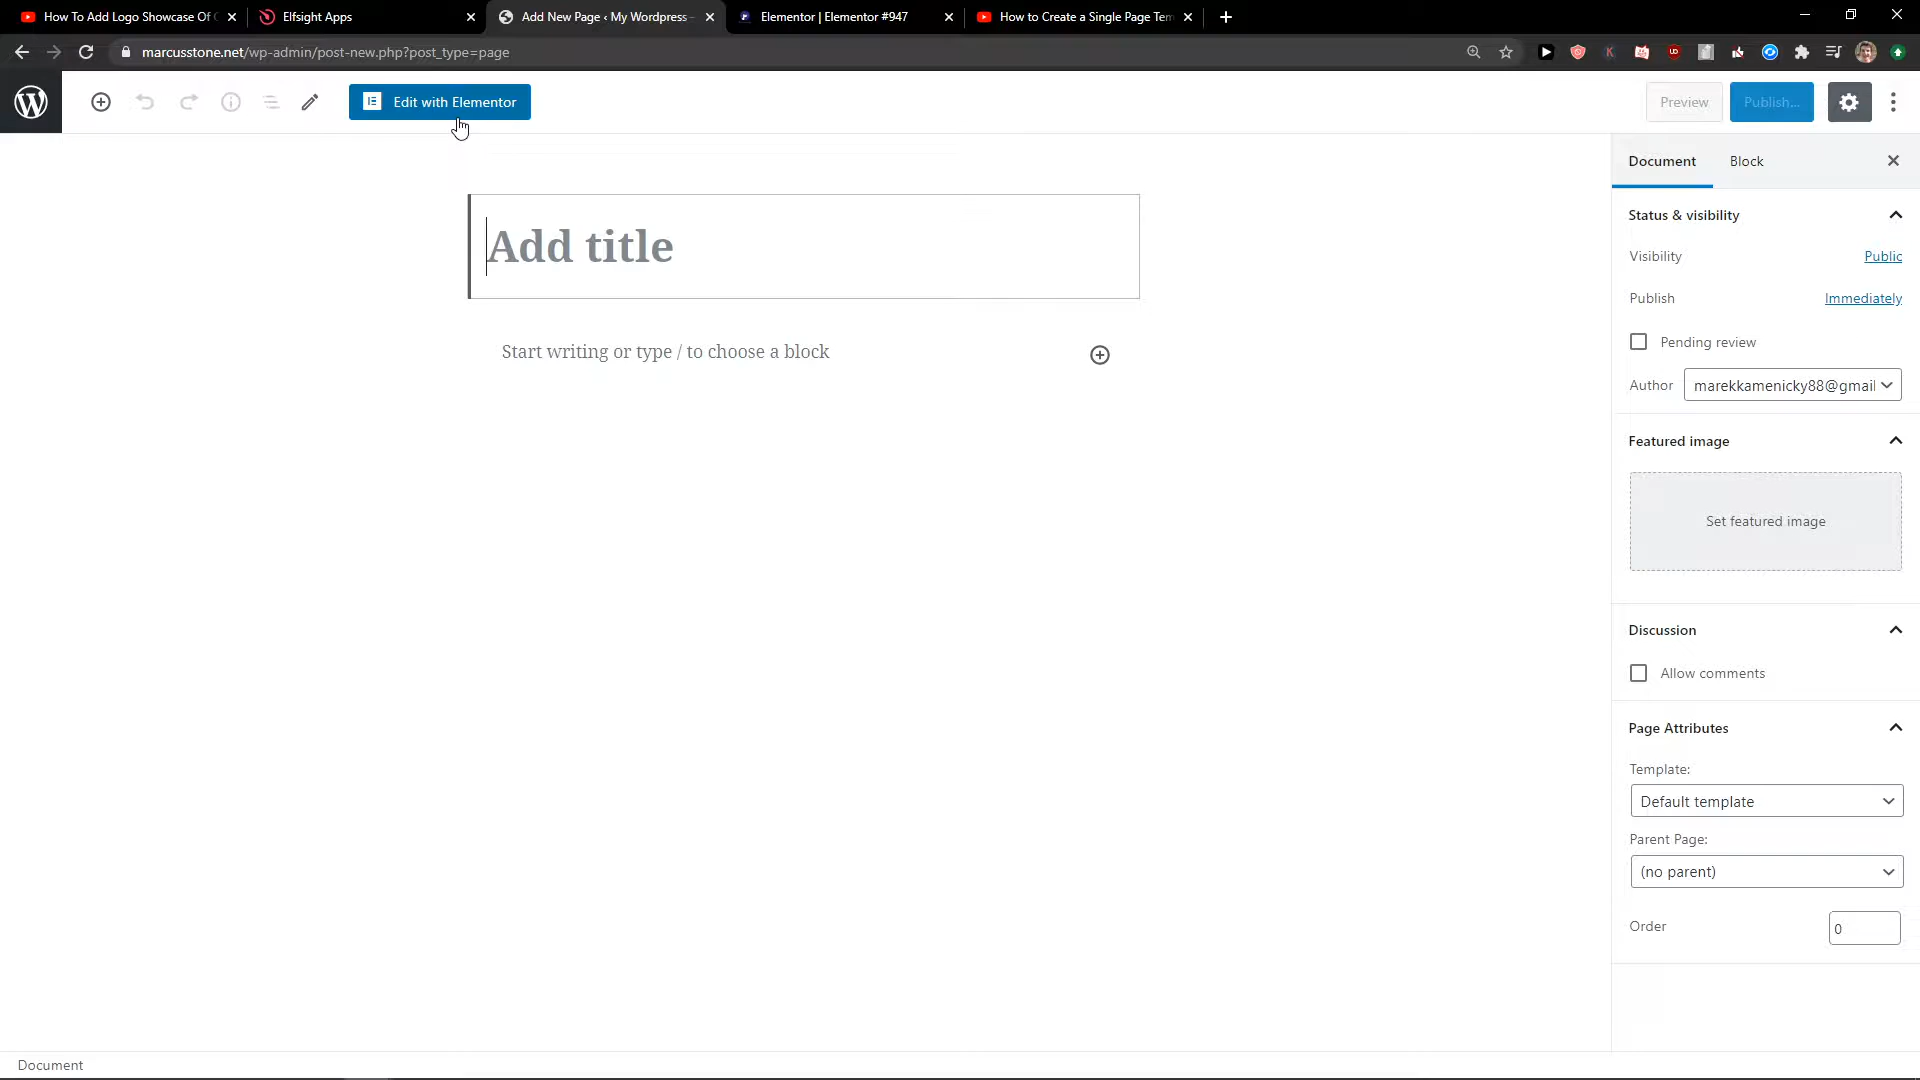 How To Add Logo Showcase Of
Elfsight Apps
Add New Page ‹ My Wordpress –
Elementor | Elementor #947
How to Create a Single Page Tem
marcusstone.net/wp-admin/post-new.php?post_type=page
Edit with Elementor
Preview
Publish...
Document
Block
Add title
Start writing or type / to choose a block
Status & visibility
Visibility
Public
Publish
Immediately
Pending review
Author
marekkamenicky88@gmail
Featured image
Set featured image
Discussion
Allow comments
Page Attributes
Template:
Default template
Parent Page:
(no parent)
Order
0
Document